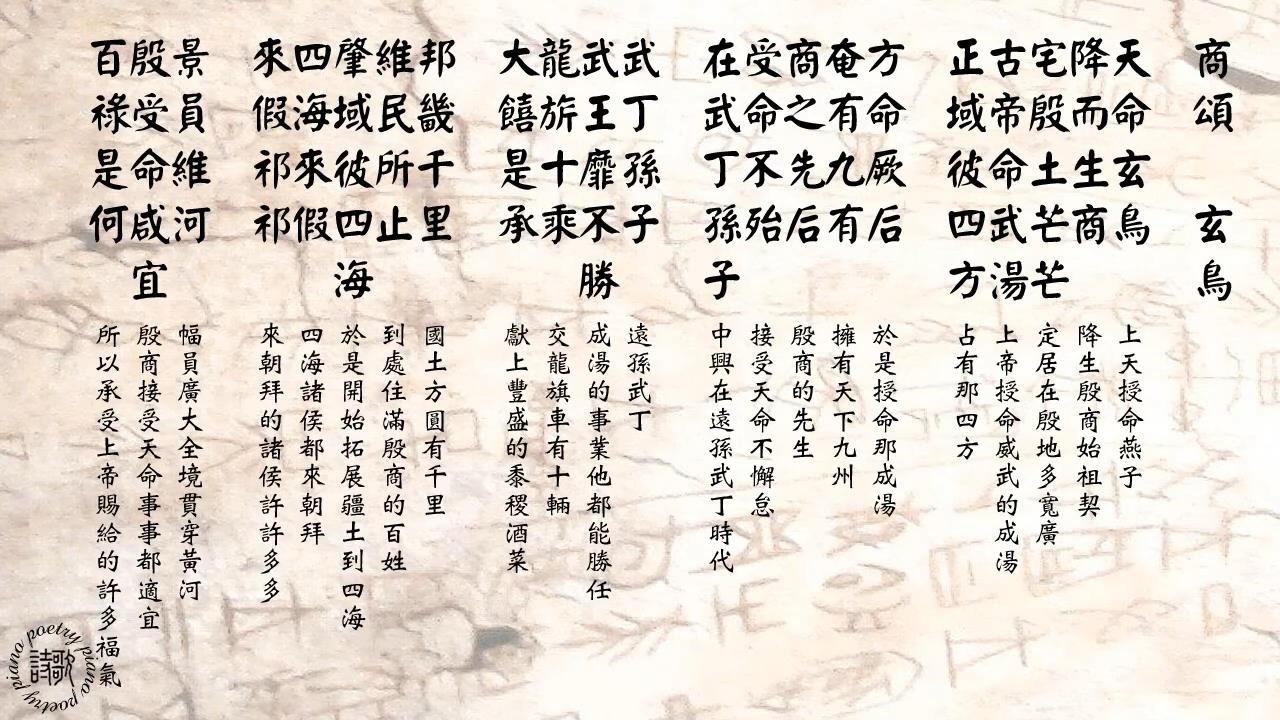 商頌 玄鳥
天命玄鳥
降而生商
宅殷土芒芒
古帝命武湯
正域彼四方
方命厥后
奄有九有
商之先后
受命不殆
在武丁孫子
武丁孫子
武王靡不勝
龍旂十乘
大饎是承
邦畿千里
維民所止
肇域彼四海
四海來假
來假祁祁
景員維河
殷受命咸宜
百祿是何
上天授命燕子
降生殷商始祖契
定居在殷地多寬廣
上帝授命威武的成湯
占有那四方
於是授命那成湯
擁有天下九州
殷商的先生
接受天命不懈怠
中興在遠孫武丁時代
遠孫武丁
成湯的事業他都能勝任
交龍旗車有十輛
獻上豐盛的黍稷酒菜
國土方圓有千里
到處住滿殷商的百姓
於是開始拓展疆土到四海
四海諸侯都來朝拜
來朝拜的諸侯許許多多
幅員廣大全境貫穿黃河
殷商接受天命事事都適宜
所以承受上帝賜給的許多福氣
piano poetry piano poetry
詩歌